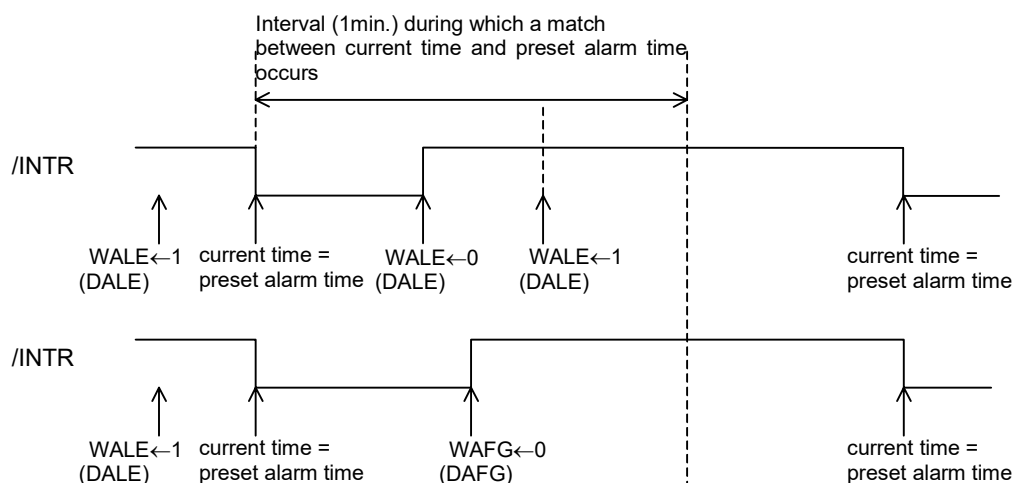 Interval (1min.) during which a match
between current time and preset alarm time
occurs
/INTR
WALE←1 current time = WALE←0 WALE←1 current time =
(DALE) preset alarm time (DALE) (DALE) preset alarm time
/INTR
WALE←1 current time = WAFG←0 current time =
(DALE) preset alarm time (DAFG) preset alarm time